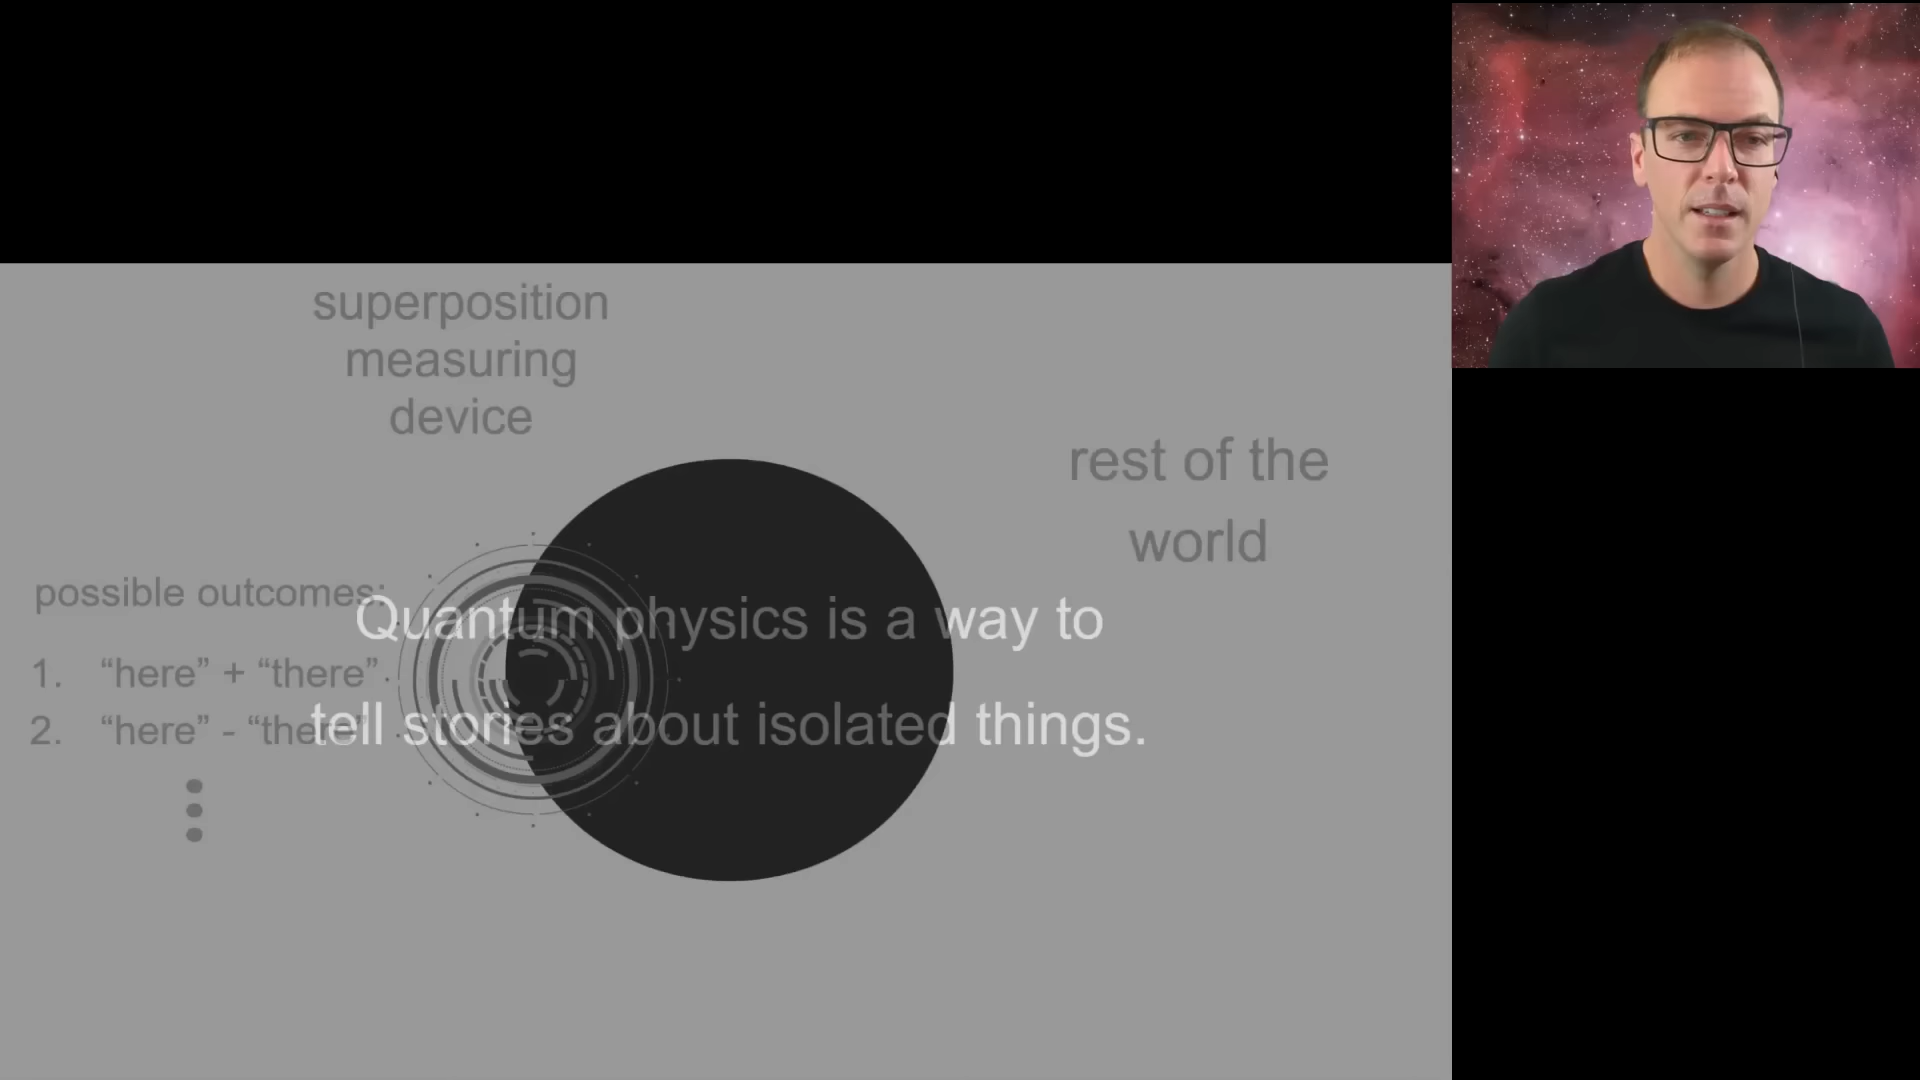 superposition
measuring
device
rest of the
world
possible outcomes:
1. “here” + “there”
2. “here” - “there”
Quantum physics is a way to
tell stories about isolated things.